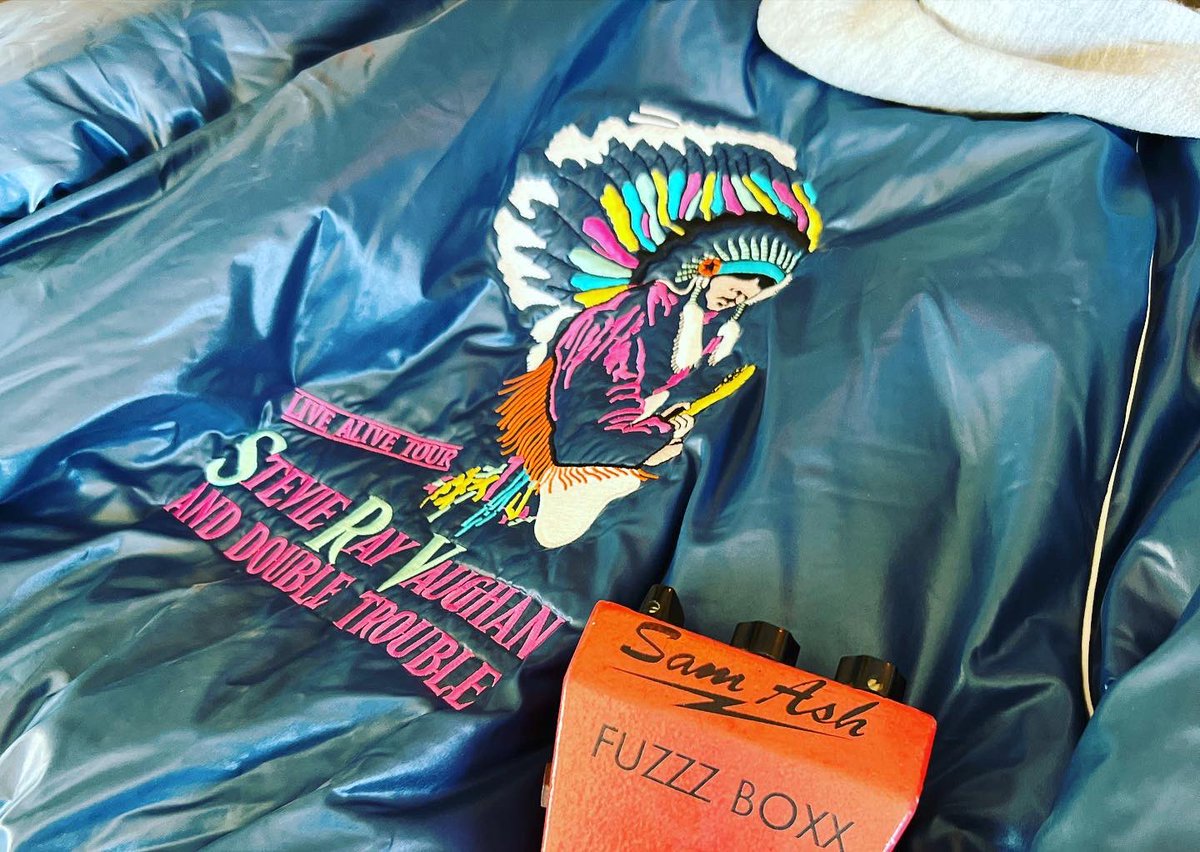 LIVE ALIVE TOUR
STEVIE RAY VAUGHAN
AND DOUBLE TROUBLE
Sam Ash
FUZZZ BOXX